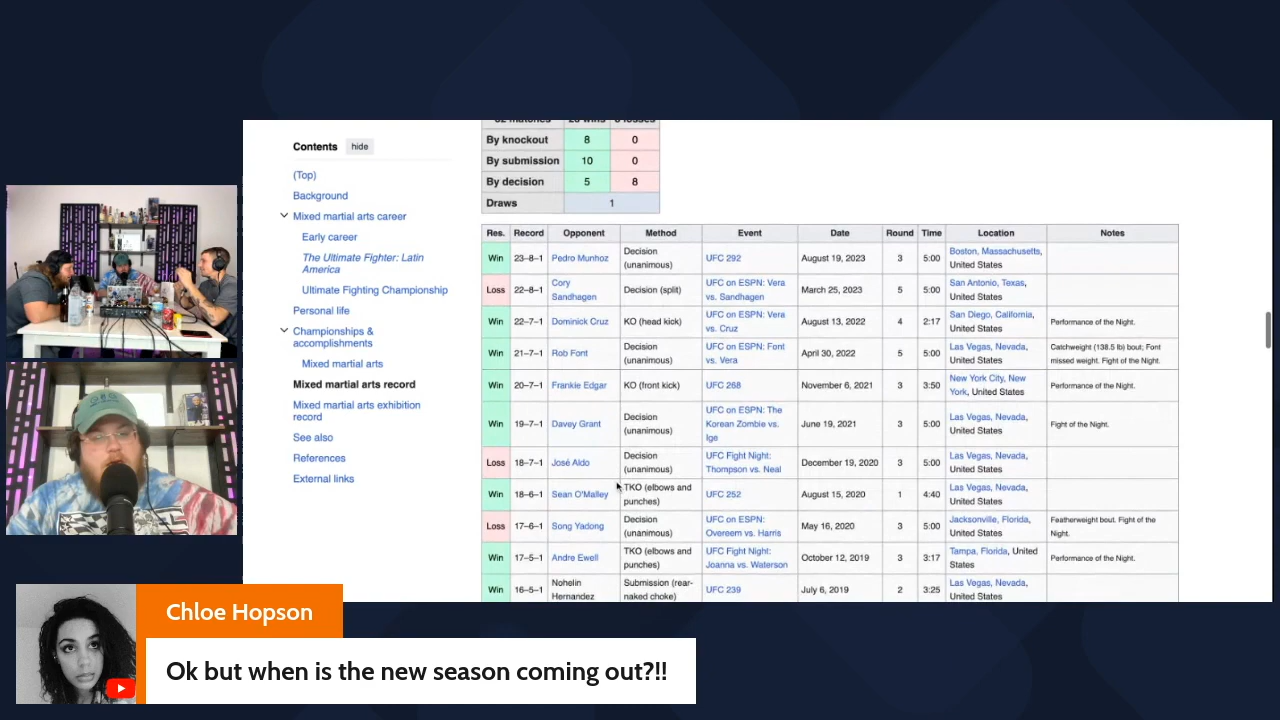 By knockout 8 0
By submission 10 0
By decision 5 8
Draws 1
Contents hide
(Top)
Background
Mixed martial arts career
Early career
The Ultimate Fighter: Latin
America
Ultimate Fighting Championship
Personal life
Championships &
accomplishments
Mixed martial arts
Mixed martial arts record
Mixed martial arts exhibition
record
See also
References
External links
Res. Record Opponent Method Event Date Round Time Location Notes
Win 23–8–1 Pedro Munhoz Decision (unanimous) UFC 292 August 19, 2023 3 5:00 Boston, Massachusetts, United States
Loss 22–8–1 Cory Sandhagen Decision (split) UFC on ESPN: Vera vs. Sandhagen March 25, 2023 5 5:00 San Antonio, Texas, United States
Win 22–7–1 Dominick Cruz KO (head kick) UFC on ESPN: Vera vs. Cruz August 13, 2022 4 2:17 San Diego, California, United States Performance of the Night.
Win 21–7–1 Rob Font Decision (unanimous) UFC on ESPN: Font vs. Vera April 30, 2022 5 5:00 Las Vegas, Nevada, United States Catchweight (138.5 lb) bout; Font missed weight. Fight of the Night.
Win 20–7–1 Frankie Edgar KO (front kick) UFC 268 November 6, 2021 3 3:50 New York City, New York, United States Performance of the Night.
Win 19–7–1 Davey Grant Decision (unanimous) UFC on ESPN: The Korean Zombie vs. Ige June 19, 2021 3 5:00 Las Vegas, Nevada, United States Fight of the Night.
Loss 18–7–1 José Aldo Decision (unanimous) UFC Fight Night: Thompson vs. Neal December 19, 2020 3 5:00 Las Vegas, Nevada, United States
Win 18–6–1 Sean O'Malley TKO (elbows and punches) UFC 252 August 15, 2020 1 4:40 Las Vegas, Nevada, United States
Loss 17–6–1 Song Yadong Decision (unanimous) UFC on ESPN: Overeem vs. Harris May 16, 2020 3 5:00 Jacksonville, Florida, United States Featherweight bout. Fight of the Night.
Win 17–5–1 Andre Ewell TKO (elbows and punches) UFC Fight Night: Joanna vs. Waterson October 12, 2019 3 3:17 Tampa, Florida, United States Performance of the Night.
Win 16–5–1 Nohelin Hernandez Submission (rear-naked choke) UFC 239 July 6, 2019 2 3:25 Las Vegas, Nevada, United States
Chloe Hopson
Ok but when is the new season coming out?!!